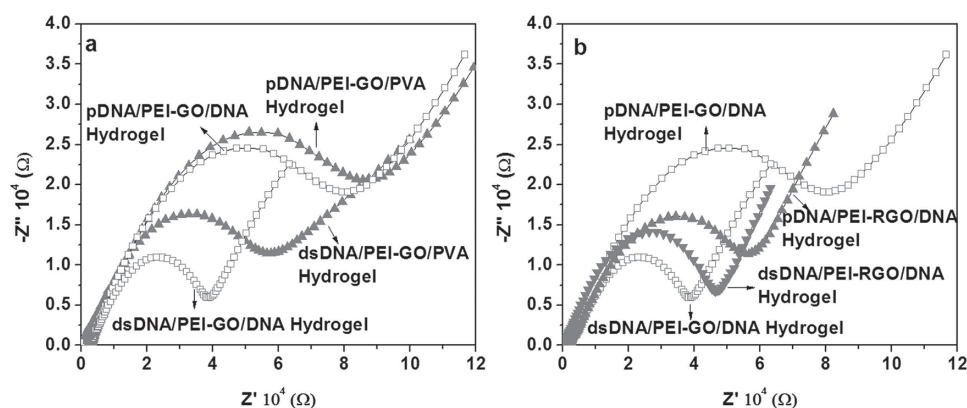 a
pDNA/PEI-GO/PVA
Hydrogel
pDNA/PEI-GO/DNA
Hydrogel
dsDNA/PEI-GO/PVA
Hydrogel
dsDNA/PEI-GO/DNA Hydrogel
-Z'' 10⁴ (Ω)
4.0
3.5
3.0
2.5
2.0
1.5
1.0
0.5
0.0
0 2 4 6 8 10 12
Z' 10⁴ (Ω)
b
pDNA/PEI-GO/DNA
Hydrogel
pDNA/PEI-RGO/DNA
Hydrogel
dsDNA/PEI-RGO/DNA
Hydrogel
dsDNA/PEI-GO/DNA Hydrogel
-Z'' 10⁴ (Ω)
4.0
3.5
3.0
2.5
2.0
1.5
1.0
0.5
0.0
0 2 4 6 8 10 12
Z' 10⁴ (Ω)